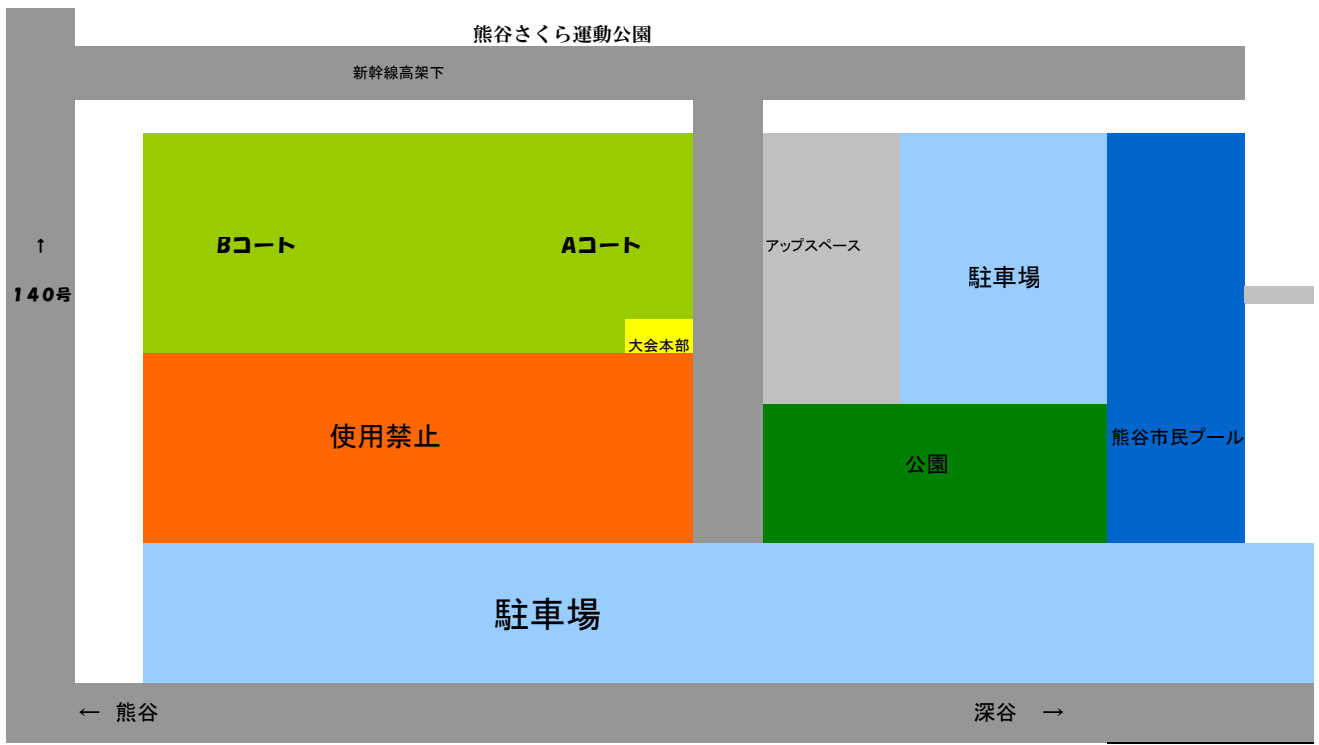 熊谷さくら運動公園
新幹線高架下
↑
Bコート
Aコート
アップスペース
駐車場
140号
大会本部
使用禁止
熊谷市民プール
公園
駐車場
← 熊谷
深谷 →